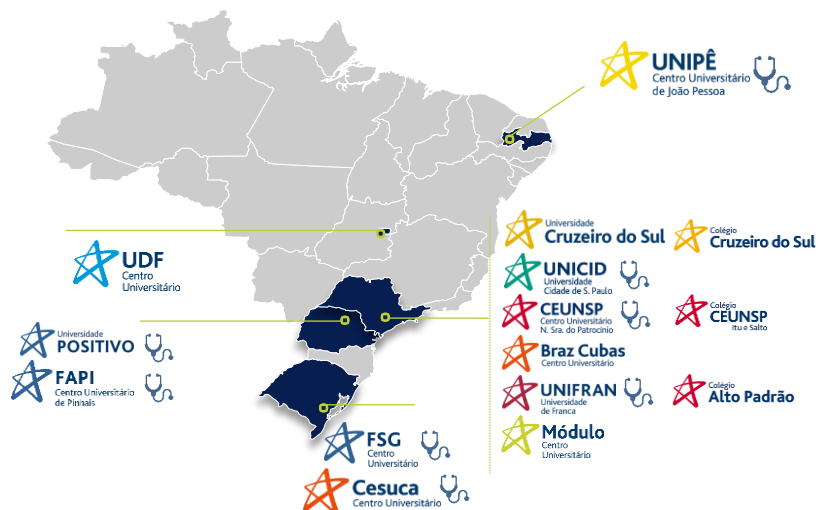 UNIPÊ
Centro Universitário
de João Pessoa
Universidade
Cruzeiro do Sul
Colégio
Cruzeiro do Sul
UDF
Centro
Universitário
UNICID
Universidade
Cidade de S. Paulo
CEUNSP
Centro Universitário
N. Sra. do Patrocínio
Colégio
CEUNSP
Itu e Salto
Universidade
POSITIVO
Braz Cubas
Centro Universitário
FAPI
Centro Universitário
de Pinhais
UNIFRAN
Universidade
de Franca
Colégio
Alto Padrão
Módulo
Centro
Universitário
FSG
Centro
Universitário
Cesuca
Centro Universitário